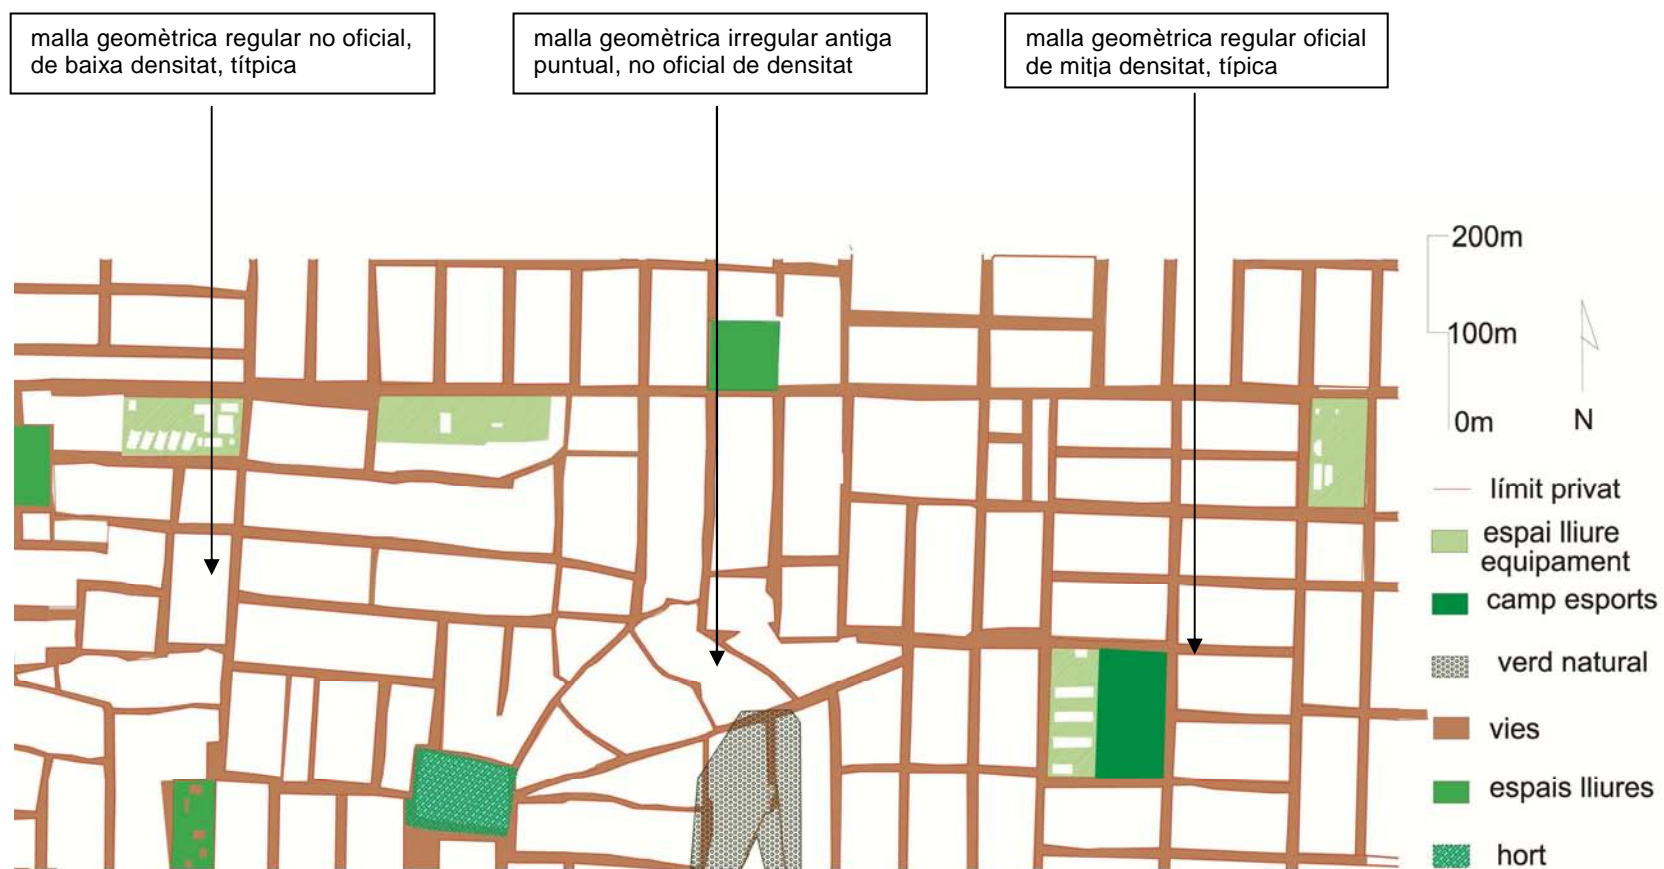 malla geomètrica regular no oficial,
de baixa densitat, títpica
malla geomètrica irregular antiga
puntual, no oficial de densitat
malla geomètrica regular oficial
de mitja densitat, típica
200m
100m
0m
N
límit privat
espai lliure
equipament
camp esports
verd natural
vies
espais lliures
hort